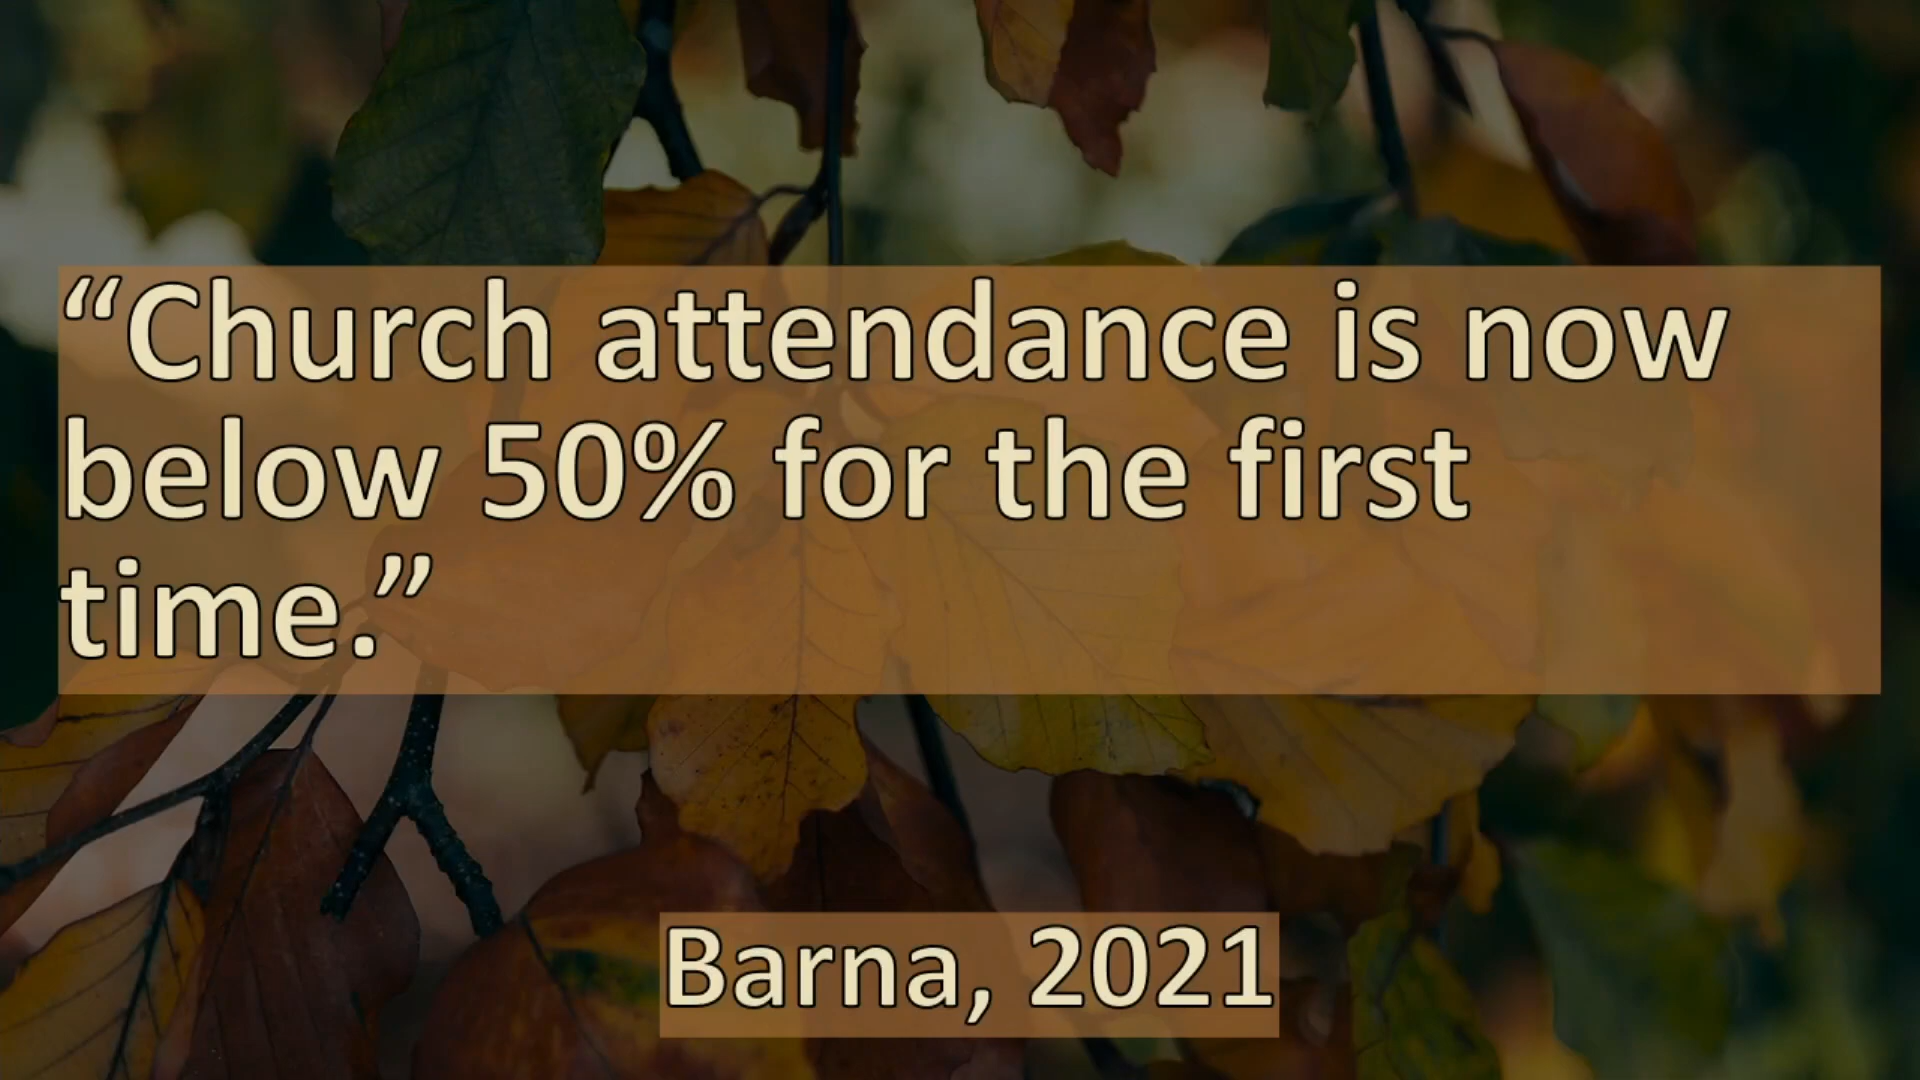 “Church attendance is now
below 50% for the first
time.”
Barna, 2021